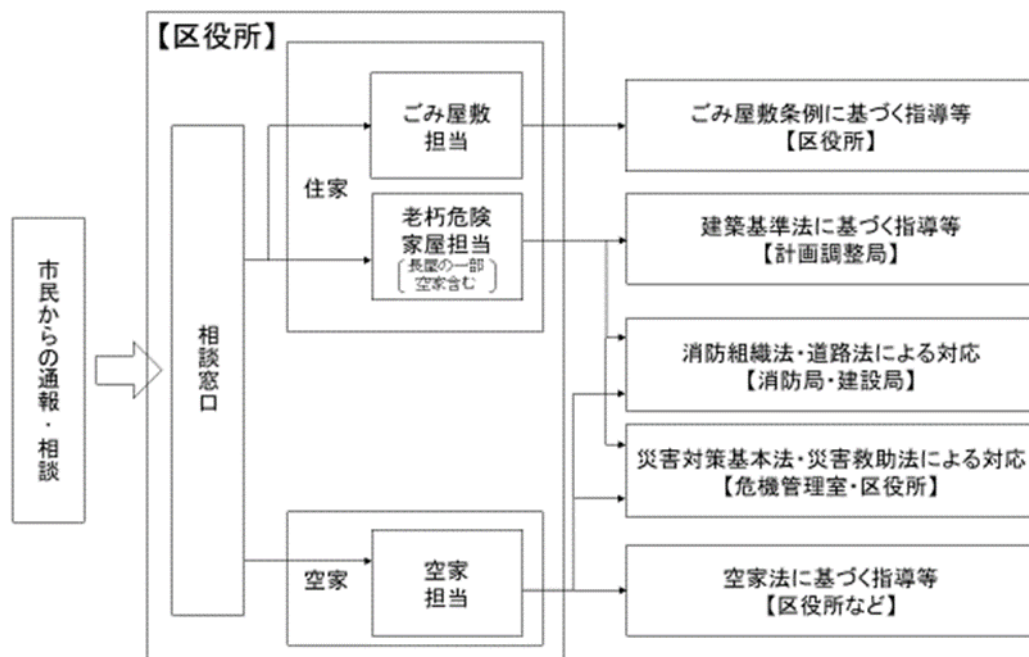 【区役所】
市民からの通報・相談
相談窓口
住家
ごみ屋敷
担当
老朽危険
家屋担当
長屋の一部
空家含む
空家
空家
担当
ごみ屋敷条例に基づく指導等
【区役所】
建築基準法に基づく指導等
【計画調整局】
消防組織法・道路法による対応
【消防局・建設局】
災害対策基本法・災害救助法による対応
【危機管理室・区役所】
空家法に基づく指導等
【区役所など】